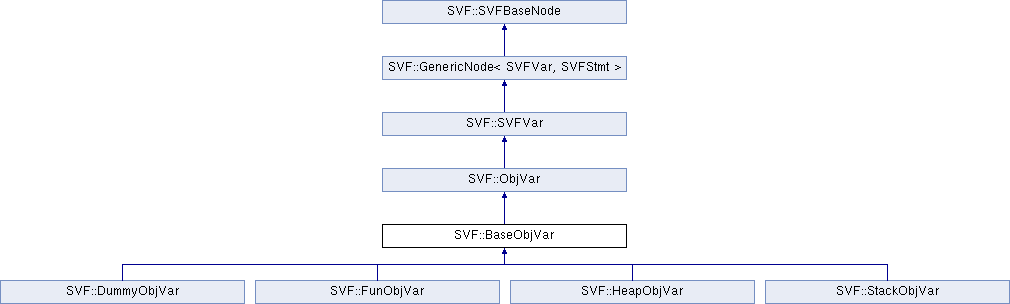 SVF::SVFBaseNode
SVF::GenericNode< SVFVar, SVFStmt >
SVF::SVFVar
SVF::ObjVar
SVF::BaseObjVar
SVF::DummyObjVar
SVF::FunObjVar
SVF::HeapObjVar
SVF::StackObjVar